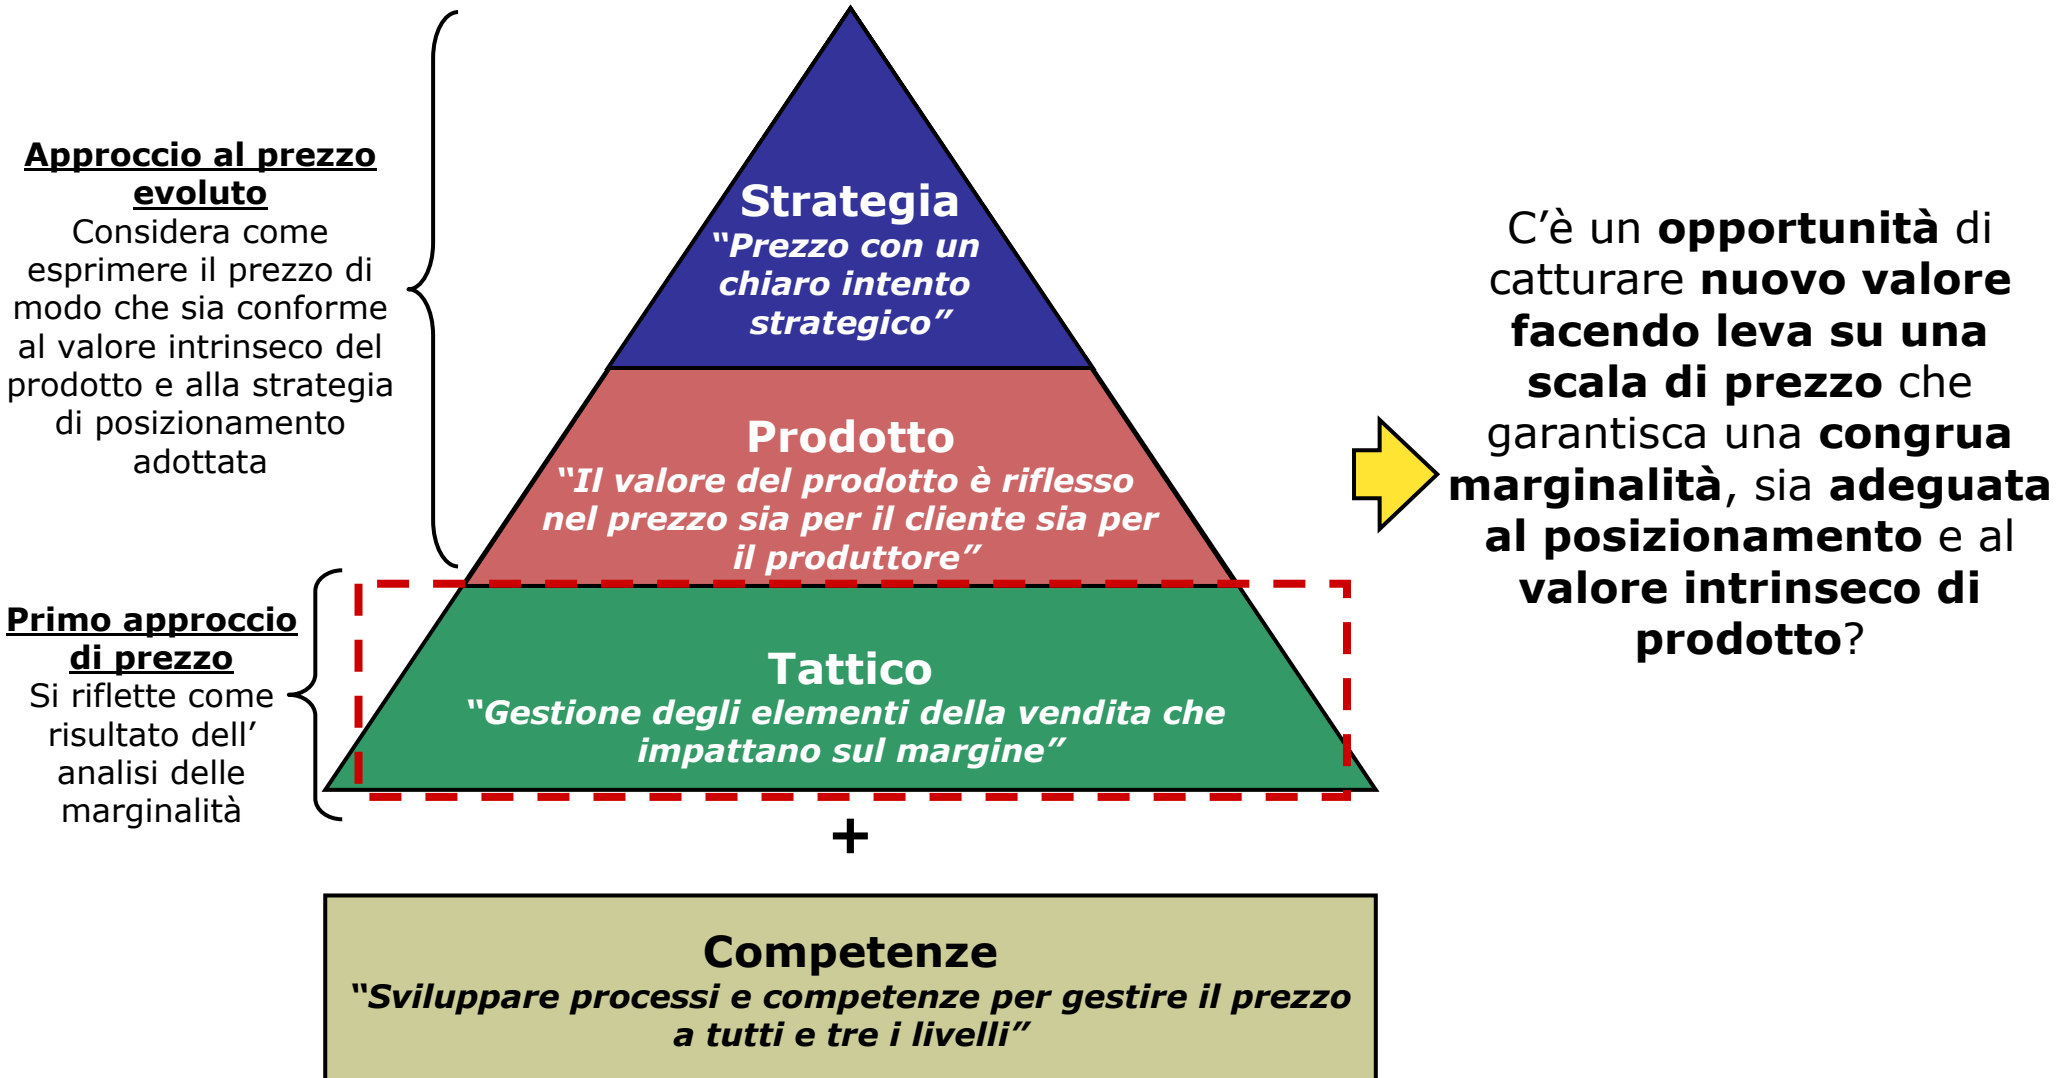 Approccio al prezzo
evoluto
Considera come
esprimere il prezzo di
modo che sia conforme
al valore intrinseco del
prodotto e alla strategia
di posizionamento
adottata
Primo approccio
di prezzo
Si riflette come
risultato dell’
analisi delle
marginalità
Strategia
“Prezzo con un
chiaro intento
strategico”
Prodotto
“Il valore del prodotto è riflesso
nel prezzo sia per il cliente sia per
il produttore”
Tattico
“Gestione degli elementi della vendita che
impattano sul margine”
+
Competenze
“Sviluppare processi e competenze per gestire il prezzo
a tutti e tre i livelli”
C’è un opportunità di
catturare nuovo valore
facendo leva su una
scala di prezzo che
garantisca una congrua
marginalità, sia adeguata
al posizionamento e al
valore intrinseco di
prodotto?